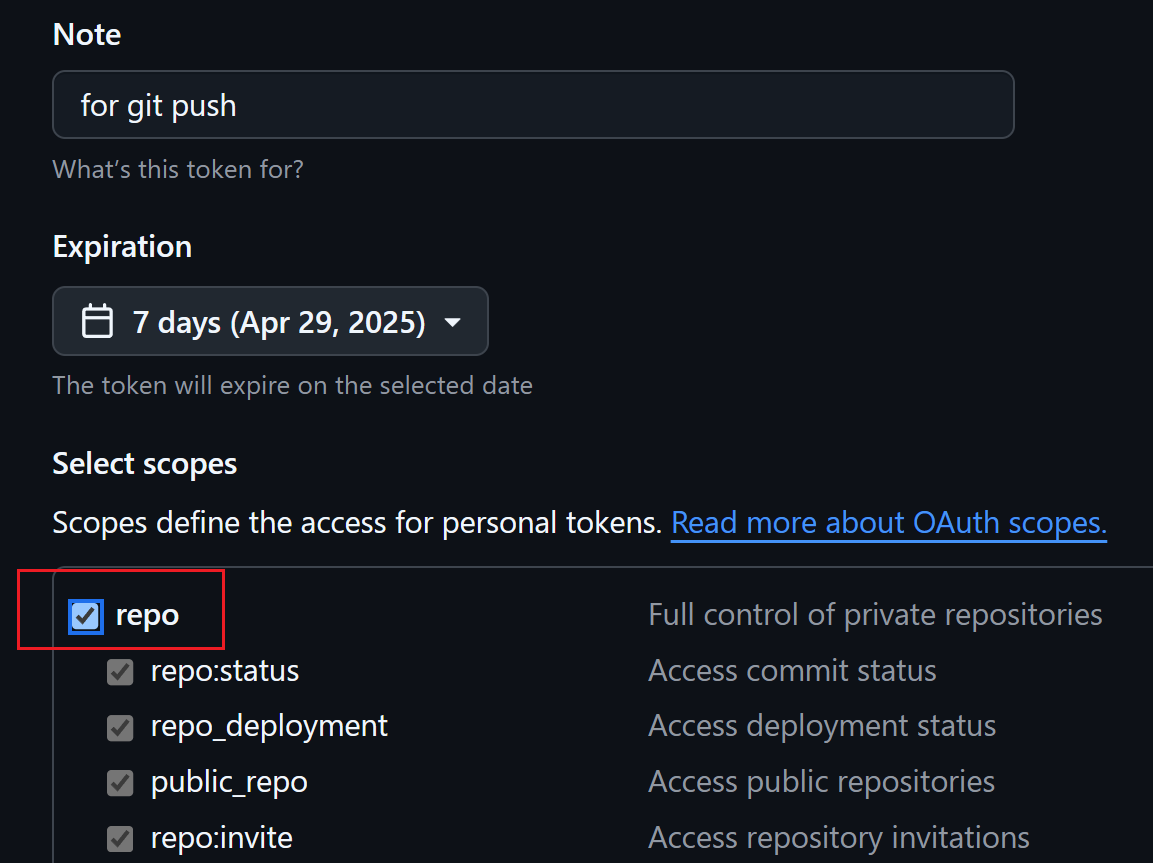 Note
for git push
What's this token for?
Expiration
7 days (Apr 29, 2025)
The token will expire on the selected date
Select scopes
Scopes define the access for personal tokens. Read more about OAuth scopes.
repo Full control of private repositories
repo:status Access commit status
repo_deployment Access deployment status
public_repo Access public repositories
repo:invite Access repository invitations